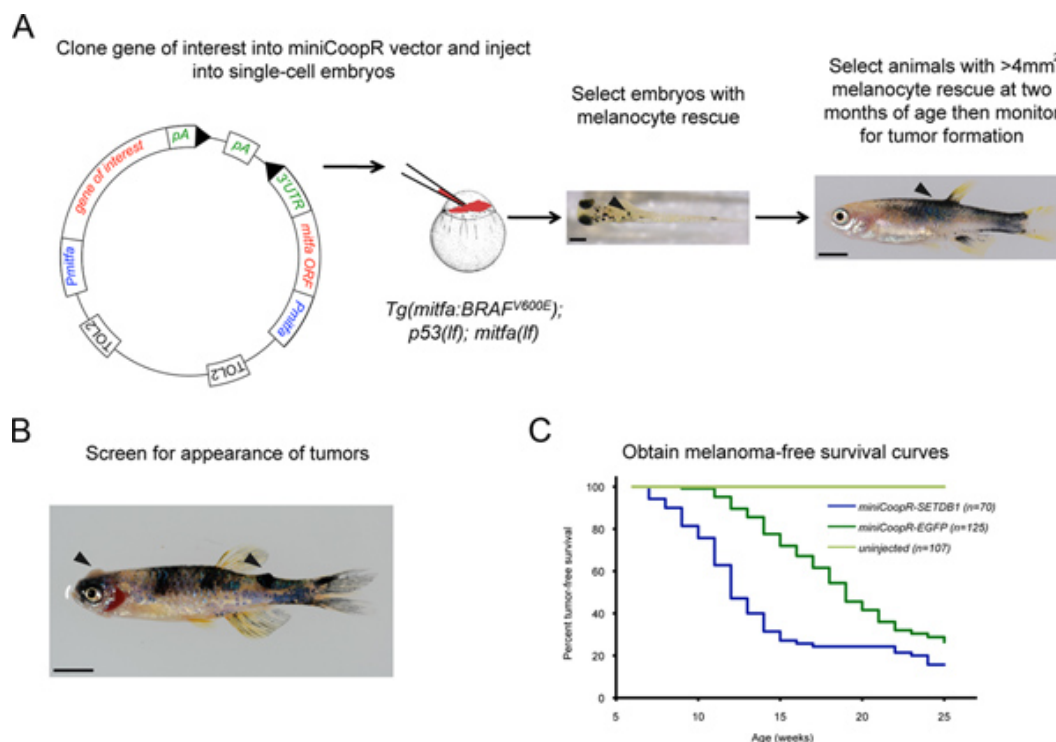 A
Clone gene of interest into miniCoopR vector and inject
into single-cell embryos
Select embryos with
melanocyte rescue
Select animals with >4mm²
melanocyte rescue at two
months of age then monitor
for tumor formation
pA
pA
gene of interest
3'UTR
mitfa ORF
Pmitfa
Pmitfa
TOL2
TOL2
Tg(mitfa:BRAFV600E);
p53(lf); mitfa(lf)
B
Screen for appearance of tumors
C
Obtain melanoma-free survival curves
miniCoopR-SETDB1 (n=70)
miniCoopR-EGFP (n=125)
uninjected (n=107)
Percent tumor-free survival
100
80
60
40
20
0
5
10
15
20
25
Age (weeks)